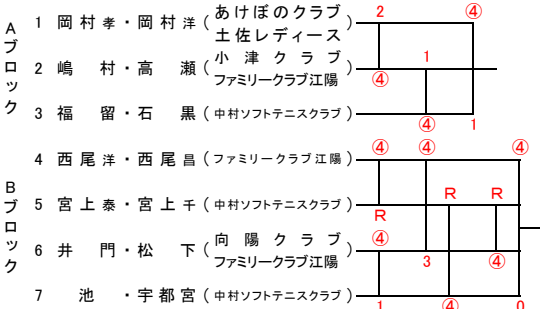 Aブロック
1 岡村孝・岡村洋 (あけぼのクラブ 土佐レディース) 2 ④
2 嶋村・高瀬 (小津クラブ ファミリークラブ江陽) ④ 1
3 福留・石黒 (中村ソフトテニスクラブ) ④ 1
Bブロック
4 西尾洋・西尾昌 (ファミリークラブ江陽) ④ ④ ④
5 宮上泰・宮上千 (中村ソフトテニスクラブ) R R R
6 井門・松下 (向陽クラブ ファミリークラブ江陽) ④ 3 ④
7 池・宇都宮 (中村ソフトテニスクラブ) 1 ④ 0